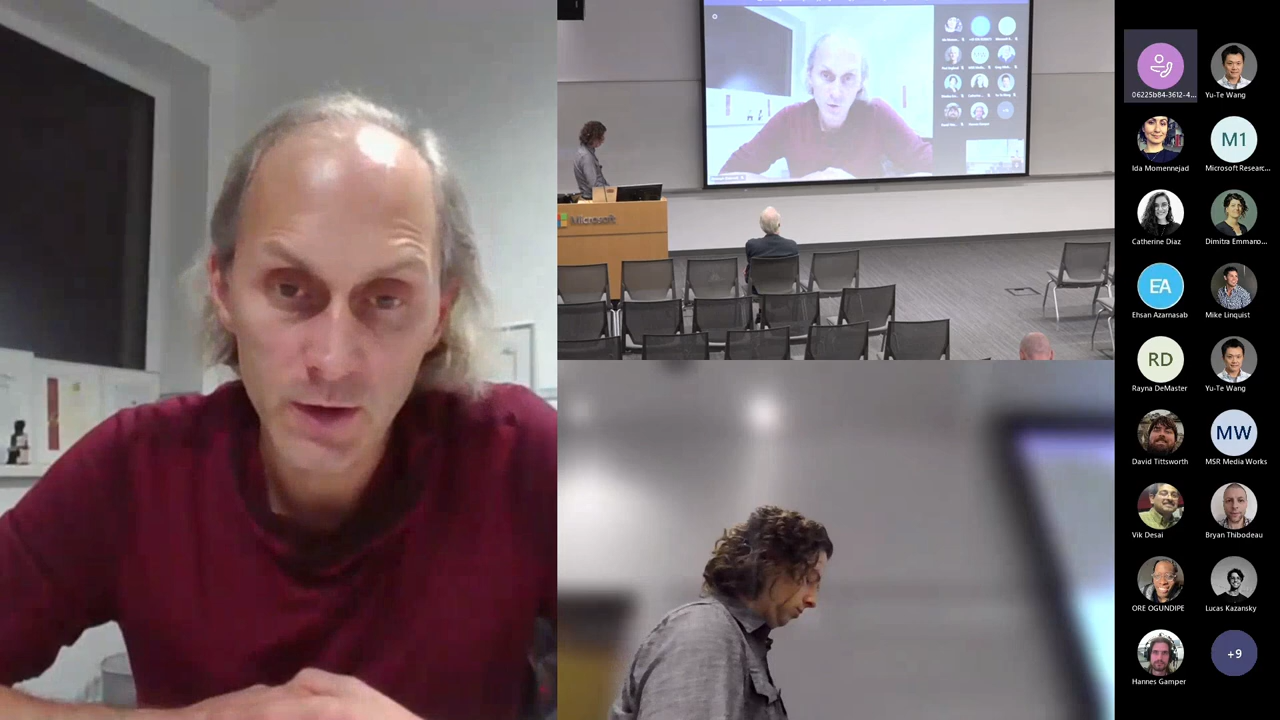 Microsoft
06225b84-3612-4...
Yu-Te Wang
Ida Momennejad
M1
Microsoft Researc...
Catherine Diaz
Dimitra Emmano...
EA
Ehsan Azarnasab
Mike Linquist
RD
Rayna DeMaster
Yu-Te Wang
David Tittsworth
MW
MSR Media Works
Vik Desai
Bryan Thibodeau
ORE OGUNDIPE
Lucas Kazansky
Hannes Gamper
+9